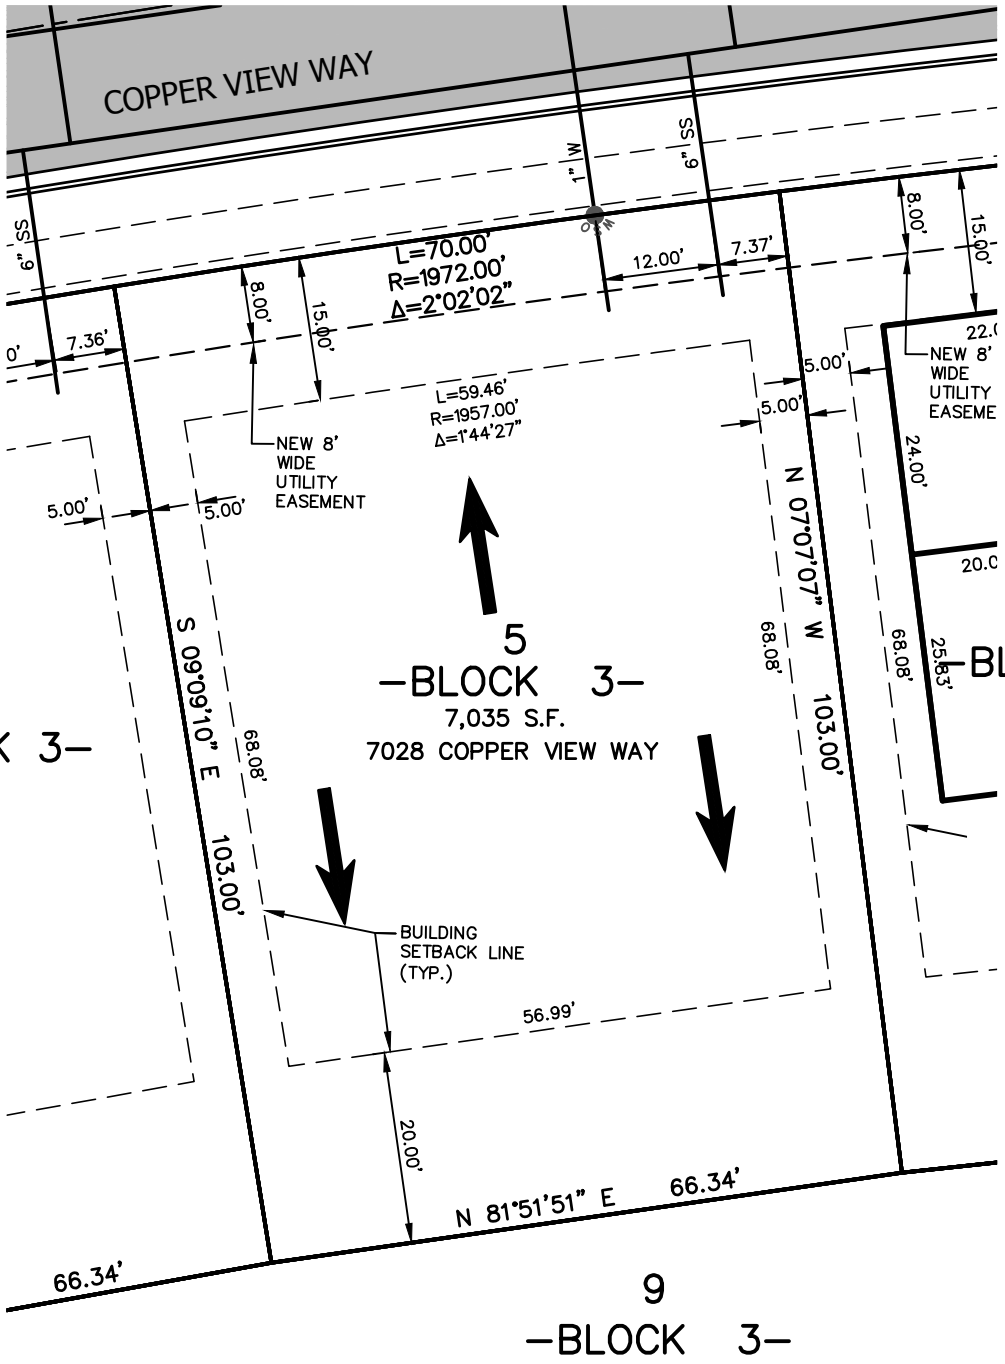 COPPER VIEW WAY
6" SS
1" W
6" SS
L=70.00'
R=1972.00'
Δ=2°02'02"
12.00'
7.37'
8.00'
15.00'
0'
7.36'
8.00'
15.00'
22.0
NEW 8'
WIDE
UTILITY
EASEME
5.00'
5.00'
L=59.46'
R=1957.00'
Δ=1°44'27"
NEW 8'
WIDE
UTILITY
EASEMENT
5.00'
5.00'
24.00'
20.0
N 07°07'07" W 103.00'
S 09°09'10" E 103.00'
68.08'
68.08'
68.08'
25.83'
5
-BLOCK 3-
7,035 S.F.
7028 COPPER VIEW WAY
K 3-
-BL
BUILDING
SETBACK LINE
(TYP.)
56.99'
20.00'
N 81°51'51" E 66.34'
66.34'
9
-BLOCK 3-